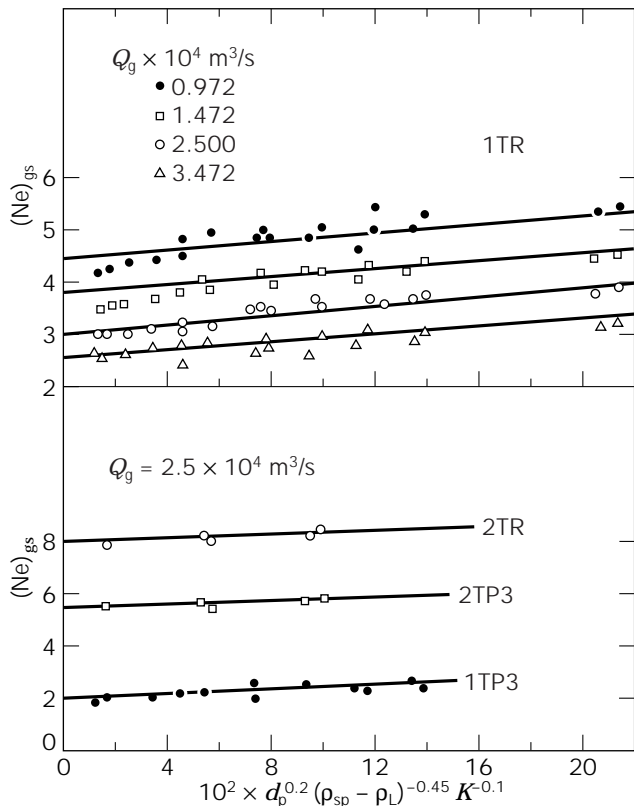 Q_g × 10^4 m^3/s
● 0.972
□ 1.472
○ 2.500
△ 3.472
1TR
(Ne)_gs
6
5
4
3
2
Q_g = 2.5 × 10^4 m^3/s
2TR
2TP3
1TP3
(Ne)_gs
8
6
4
2
0
0 4 8 12 16 20
10^2 × d_p^0.2 (ρ_sp − ρ_L)^−0.45 K^−0.1